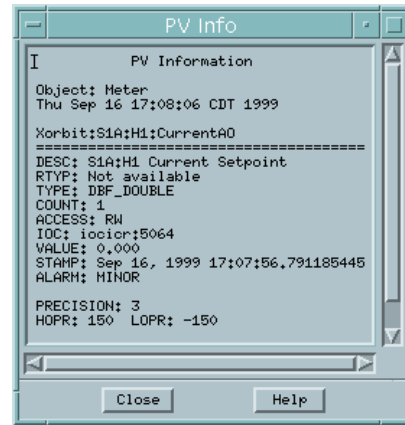 PV Info
PV Information
Object: Meter
Thu Sep 16 17:08:06 CDT 1999
Xorbit:S1A:H1:CurrentAO
======================================
DESC: S1A:H1 Current Setpoint
RTYP: Not available
TYPE: DBF_DOUBLE
COUNT: 1
ACCESS: RW
IOC: iocicr:5064
VALUE: 0.000
STAMP: Sep 16, 1999 17:07:56.791185445
ALARM: MINOR
PRECISION: 3
HOPR: 150  LOPR: -150
Close Help